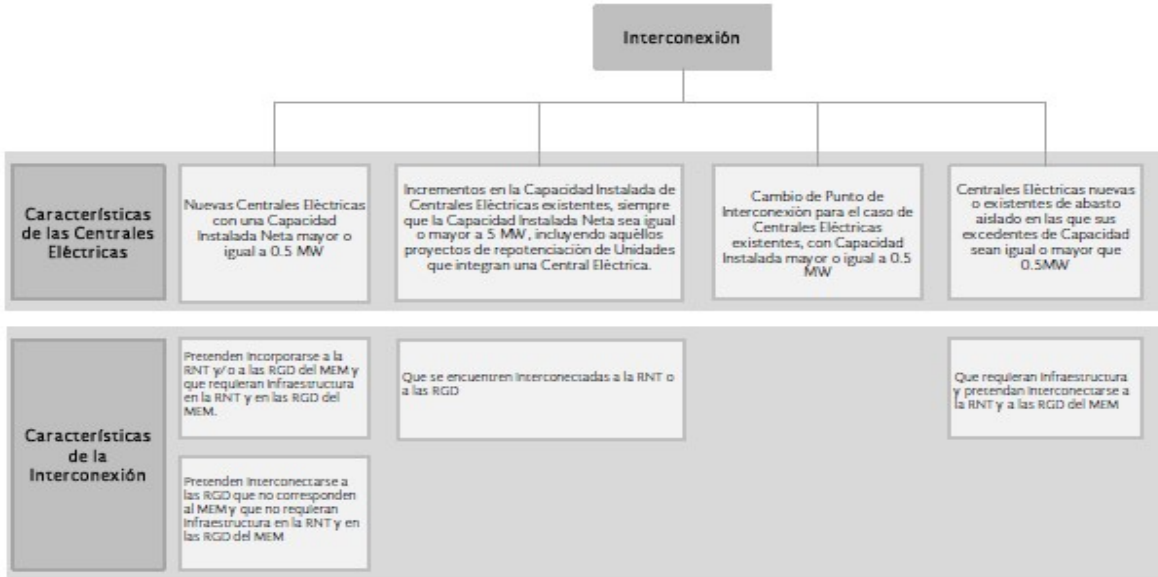 Interconexión
Características
de las Centrales
Eléctricas
Nuevas Centrales Eléctricas
con una Capacidad
Instalada Neta mayor o
igual a 0.5 MW
Incrementos en la Capacidad Instalada de
Centrales Eléctricas existentes, siempre
que la Capacidad Instalada Neta sea igual
o mayor a 5 MW, incluyendo aquéllos
proyectos de repotenciación de Unidades
que integran una Central Eléctrica.
Cambio de Punto de
Interconexión para el caso de
Centrales Eléctricas
existentes, con Capacidad
Instalada mayor o igual a 0.5
MW
Centrales Eléctricas nuevas
o existentes de abasto
aislado en las que sus
excedentes de Capacidad
sean igual o mayor que
0.5MW
Características
de la
Interconexión
Pretenden Incorporarse a la
RNT y/o a las RGD del MEM y
que requieran Infraestructura
en la RNT y en las RGD del
MEM.
Pretenden Interconectarse a
las RGD que no corresponden
al MEM y que no requieran
Infraestructura en la RNT y en
las RGD del MEM
Que se encuentren Interconectadas a la RNT o
a las RGD
Que requieran Infraestructura
y pretendan Interconectarse a
la RNT y a las RGD del MEM